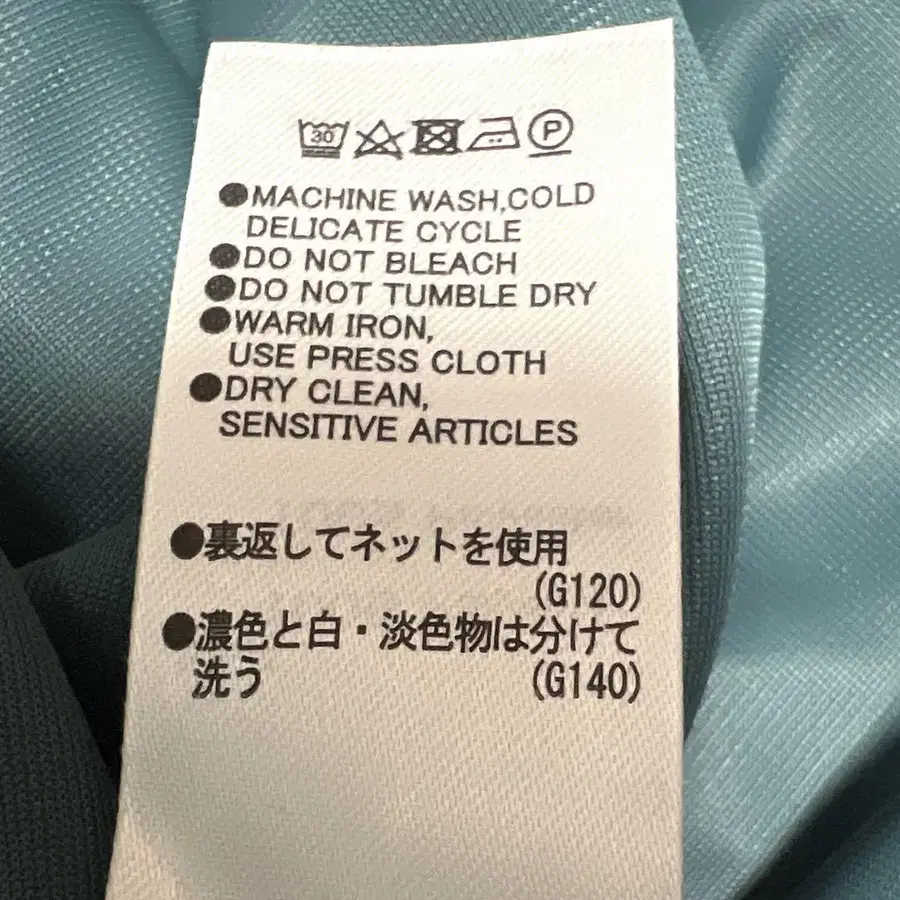 30 P
●MACHINE WASH,COLD
DELICATE CYCLE
●DO NOT BLEACH
●DO NOT TUMBLE DRY
●WARM IRON,
USE PRESS CLOTH
●DRY CLEAN,
SENSITIVE ARTICLES
●裏返してネットを使用
(G120)
●濃色と白・淡色物は分けて
洗う (G140)